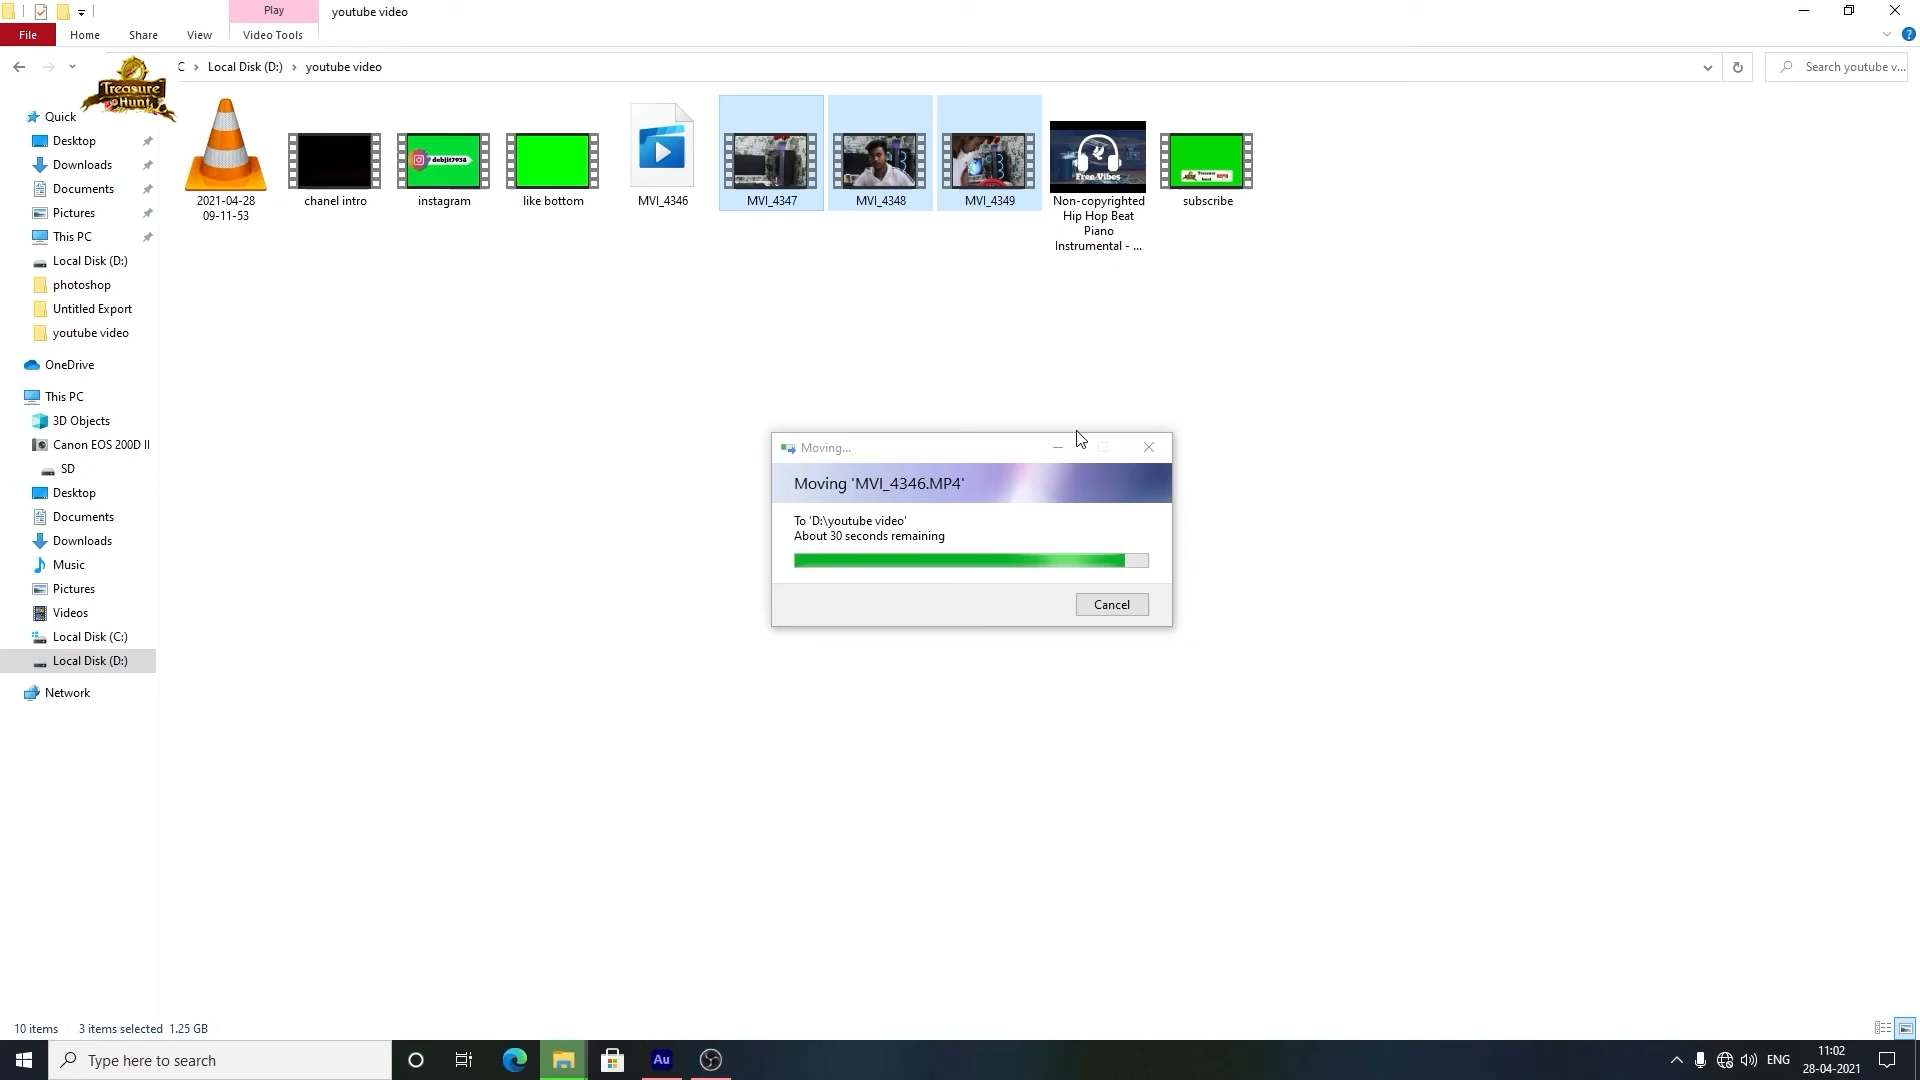 Play
youtube video
File
Home
Share
View
Video Tools
Treasure
Hunt
C
Local Disk (D:)
youtube video
Search youtube v...
Quick
Desktop
Downloads
Documents
Pictures
This PC
Local Disk (D:)
photoshop
Untitled Export
youtube video
OneDrive
This PC
3D Objects
Canon EOS 200D II
SD
Desktop
Documents
Downloads
Music
Pictures
Videos
Local Disk (C:)
Local Disk (D:)
Network
2021-04-28
09-11-53
chanel intro
debjit7938
instagram
like bottom
MVI_4346
MVI_4347
MVI_4348
MVI_4349
Free Vibes
Non-copyrighted
Hip Hop Beat
Piano
Instrumental - ...
subscribe
Moving...
Moving 'MVI_4346.MP4'
To 'D:\youtube video'
About 30 seconds remaining
Cancel
10 items
3 items selected 1.25 GB
Type here to search
Au
ENG
11:02
28-04-2021